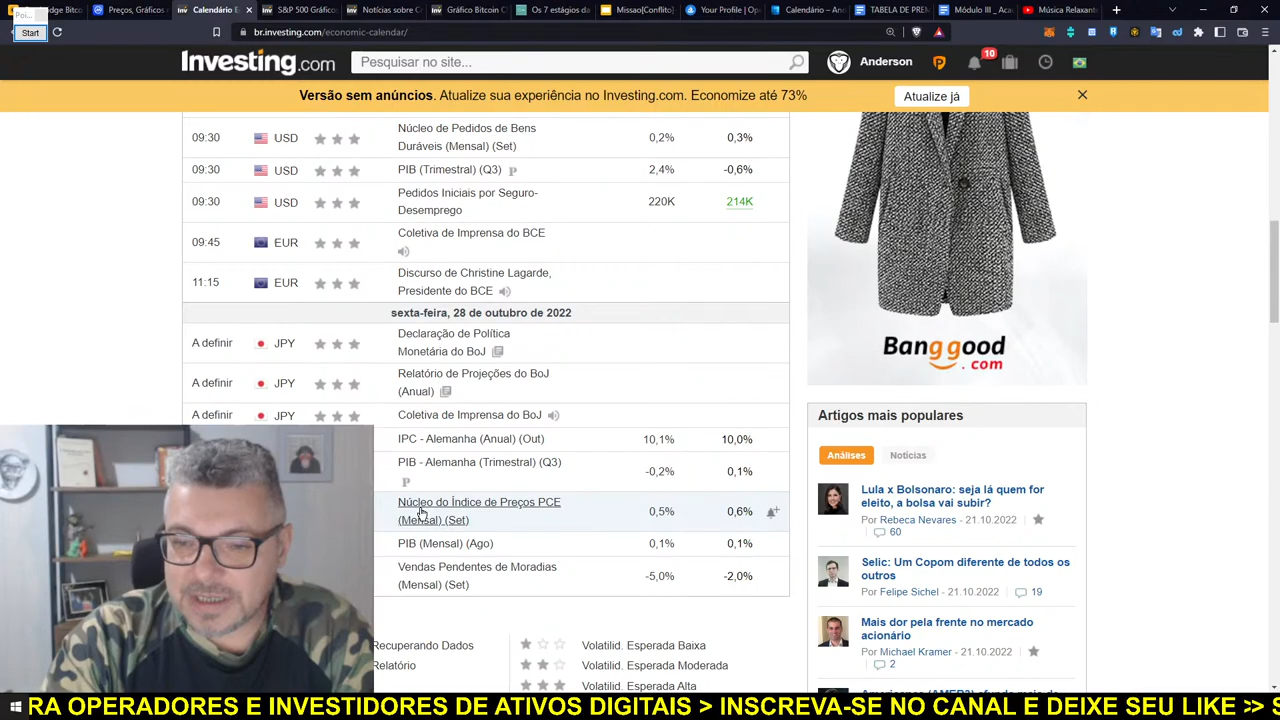 Start
Calendário E
S&P 500 Gráficos
Notícias sobre C
Gráfico Bitcoin C
Os 7 estágios da
Missao[Conflito]
Your Profile | Op
Calendário – Ano
TABELA DE PREM
Módulo III _ Aca
Música Relaxante
br.investing.com/economic-calendar/
Investing.com
Pesquisar no site...
Anderson
10
Versão sem anúncios. Atualize sua experiência no Investing.com. Economize até 73%
Atualize já
09:30 USD Núcleo de Pedidos de Bens Duráveis (Mensal) (Set) 0,2% 0,3%
09:30 USD PIB (Trimestral) (Q3) P 2,4% -0,6%
09:30 USD Pedidos Iniciais por Seguro-Desemprego 220K 214K
09:45 EUR Coletiva de Imprensa do BCE
11:15 EUR Discurso de Christine Lagarde, Presidente do BCE
sexta-feira, 28 de outubro de 2022
A definir JPY Declaração de Política Monetária do BoJ
A definir JPY Relatório de Projeções do BoJ (Anual)
A definir JPY Coletiva de Imprensa do BoJ
IPC - Alemanha (Anual) (Out) 10,1% 10,0%
PIB - Alemanha (Trimestral) (Q3) P -0,2% 0,1%
Núcleo do Índice de Preços PCE (Mensal) (Set) 0,5% 0,6%
PIB (Mensal) (Ago) 0,1% 0,1%
Vendas Pendentes de Moradias (Mensal) (Set) -5,0% -2,0%
Recuperando Dados
Volatilid. Esperada Baixa
Relatório
Volatilid. Esperada Moderada
Volatilid. Esperada Alta
Banggood
.com
Artigos mais populares
Análises
Notícias
Lula x Bolsonaro: seja lá quem for
eleito, a bolsa vai subir?
Por Rebeca Nevares - 21.10.2022
60
Selic: Um Copom diferente de todos os
outros
Por Felipe Sichel - 21.10.2022 19
Mais dor pela frente no mercado
acionário
Por Michael Kramer - 21.10.2022
2
RA OPERADORES E INVESTIDORES DE ATIVOS DIGITAIS > INSCREVA-SE NO CANAL E DEIXE SEU LIKE >> S